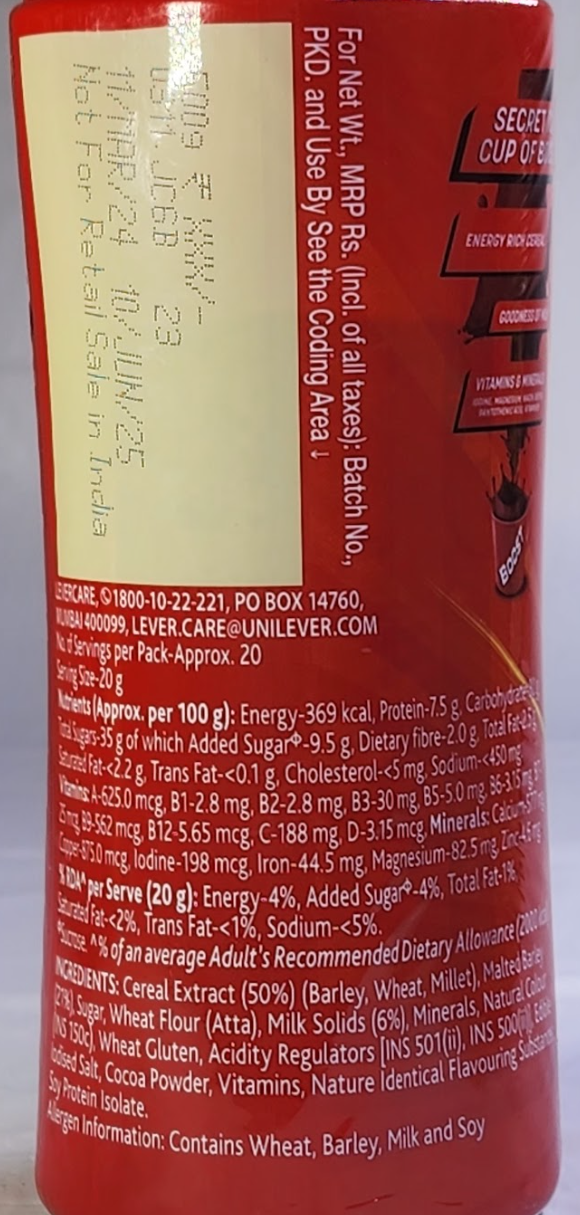 For Net Wt., MRP Rs. (Incl. of all taxes): Batch No.,
PKD. and Use By See the Coding Area ↓
500g ₹ XXX/-
JC6B 23
11/MAR/24 10/JUN/25
Not For Retail Sale in India
SECRET
CUP OF
ENERGY RICH CEREAL
GOODNESS OF
VITAMINS & MINERALS
BOOST
LEVERCARE, ✆1800-10-22-221, PO BOX 14760,
MUMBAI 400099, LEVER.CARE@UNILEVER.COM
No. of Servings per Pack-Approx. 20
Serving Size-20 g
Nutrients (Approx. per 100 g): Energy-369 kcal, Protein-7.5 g, Carbohydrate-
Total Sugars-35 g of which Added Sugar⌖-9.5 g, Dietary fibre-2.0 g, Total Fat-
Saturated Fat-<2.2 g, Trans Fat-<0.1 g, Cholesterol-<5 mg, Sodium-<450 mg
Vitamins: A-625.0 mcg, B1-2.8 mg, B2-2.8 mg, B3-30 mg, B5-5.0 mg, B6-3.15 mg,
25 mg, B9-562 mcg, B12-5.65 mcg, C-188 mg, D-3.15 mcg, Minerals: Calcium-
Copper-675.0 mcg, Iodine-198 mcg, Iron-44.5 mg, Magnesium-82.5 mg, Zinc-
% RDA^ per Serve (20 g): Energy-4%, Added Sugar⌖-4%, Total Fat-1%,
Saturated Fat-<2%, Trans Fat-<1%, Sodium-<5%.
⌖Sucrose ^% of an average Adult's Recommended Dietary Allowance (2000
INGREDIENTS: Cereal Extract (50%) (Barley, Wheat, Millet), Malted Barley
(21%), Sugar, Wheat Flour (Atta), Milk Solids (6%), Minerals, Natural Colour
(INS 150c), Wheat Gluten, Acidity Regulators [INS 501(ii), INS 500(ii)], Edible
Iodised Salt, Cocoa Powder, Vitamins, Nature Identical Flavouring Substances,
Soy Protein Isolate.
Allergen Information: Contains Wheat, Barley, Milk and Soy